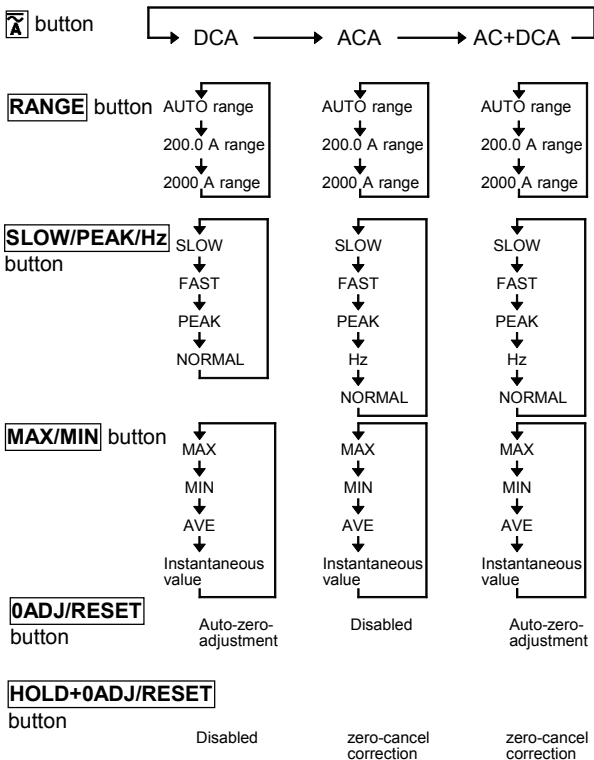 A button
DCA ACA AC+DCA
RANGE button
AUTO range AUTO range AUTO range
200.0 A range 200.0 A range 200.0 A range
2000 A range 2000 A range 2000 A range
SLOW/PEAK/Hz
button
SLOW SLOW SLOW
FAST FAST FAST
PEAK PEAK PEAK
NORMAL Hz Hz
NORMAL NORMAL
MAX/MIN button
MAX MAX MAX
MIN MIN MIN
AVE AVE AVE
Instantaneous Instantaneous Instantaneous
value value value
0ADJ/RESET
button
Auto-zero- Disabled Auto-zero-
adjustment adjustment
HOLD+0ADJ/RESET
button
Disabled zero-cancel zero-cancel
correction correction